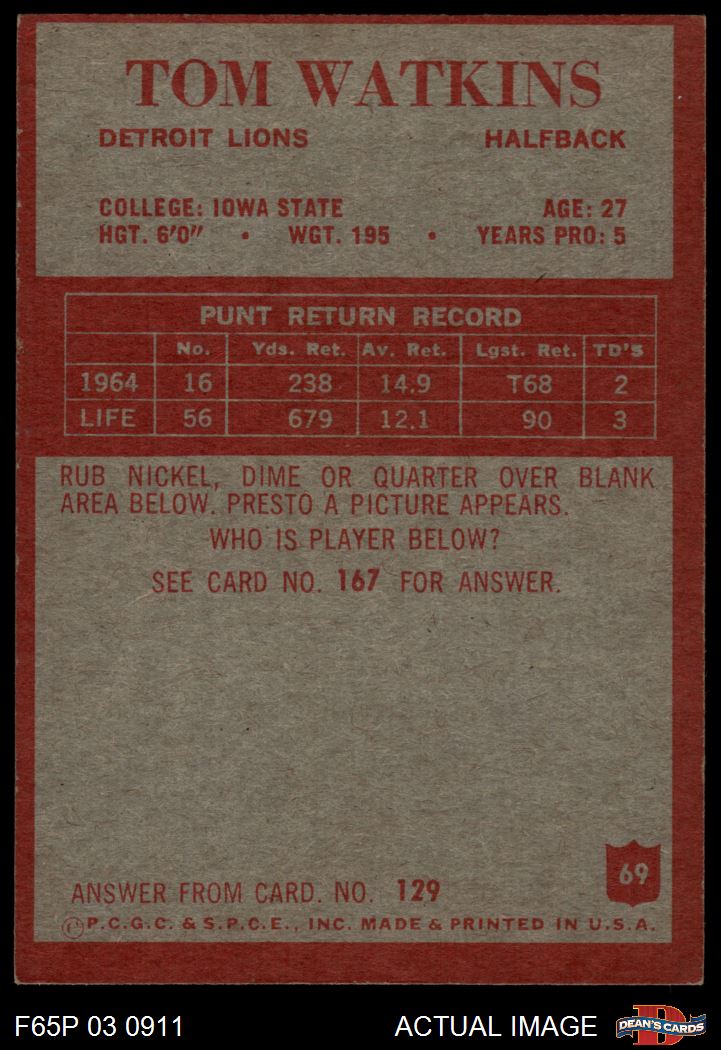 TOM WATKINS
DETROIT LIONS HALFBACK
COLLEGE: IOWA STATE AGE: 27
HGT. 6'0" • WGT. 195 • YEARS PRO: 5
PUNT RETURN RECORD
No. Yds. Ret. Av. Ret. Lgst. Ret. TD'S
1964 16 238 14.9 T68 2
LIFE 56 679 12.1 90 3
RUB NICKEL, DIME OR QUARTER OVER BLANK
AREA BELOW. PRESTO A PICTURE APPEARS.
WHO IS PLAYER BELOW?
SEE CARD NO. 167 FOR ANSWER.
69
ANSWER FROM CARD. NO. 129
©P.C.G.C. & S.P.C.E., INC. MADE & PRINTED IN U.S.A.
F65P 03 0911 ACTUAL IMAGE
D
DEAN'S CARDS